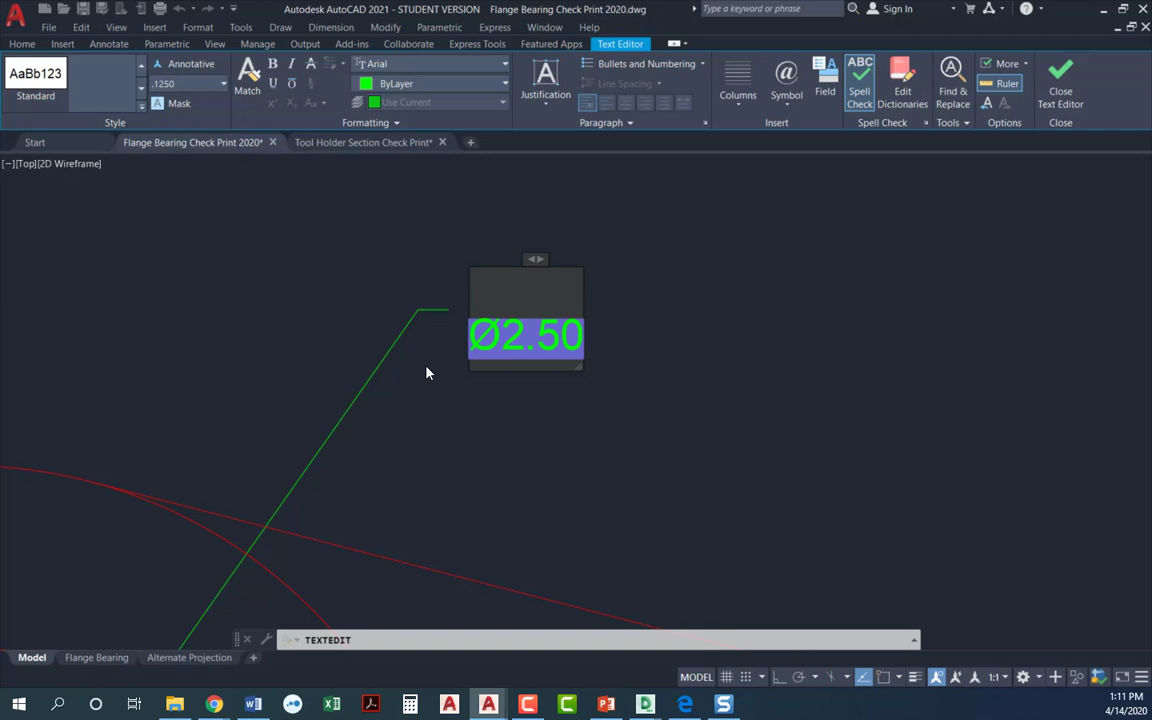 Autodesk AutoCAD 2021 - STUDENT VERSION Flange Bearing Check Print 2020.dwg
Type a keyword or phrase
Sign In
File Edit View Insert Format Tools Draw Dimension Modify Parametric Express Window Help
Home Insert Annotate Parametric View Manage Output Add-ins Collaborate Express Tools Featured Apps Text Editor
AaBb123
Standard
Annotative
.1250
Mask
Style
Match
B I A
U O
Aa
Arial
ByLayer
Use Current
Formatting
Justification
Bullets and Numbering
Line Spacing
Paragraph
Columns
@
Symbol
Field
Insert
ABC
Spell
Check
Edit
Dictionaries
Spell Check
Find &
Replace
Tools
More
Ruler
Options
Close
Text Editor
Close
Start Flange Bearing Check Print 2020* Tool Holder Section Check Print*
[−][Top][2D Wireframe]
Ø2.50
TEXTEDIT
Model Flange Bearing Alternate Projection
MODEL
1:1
1:11 PM
4/14/2020